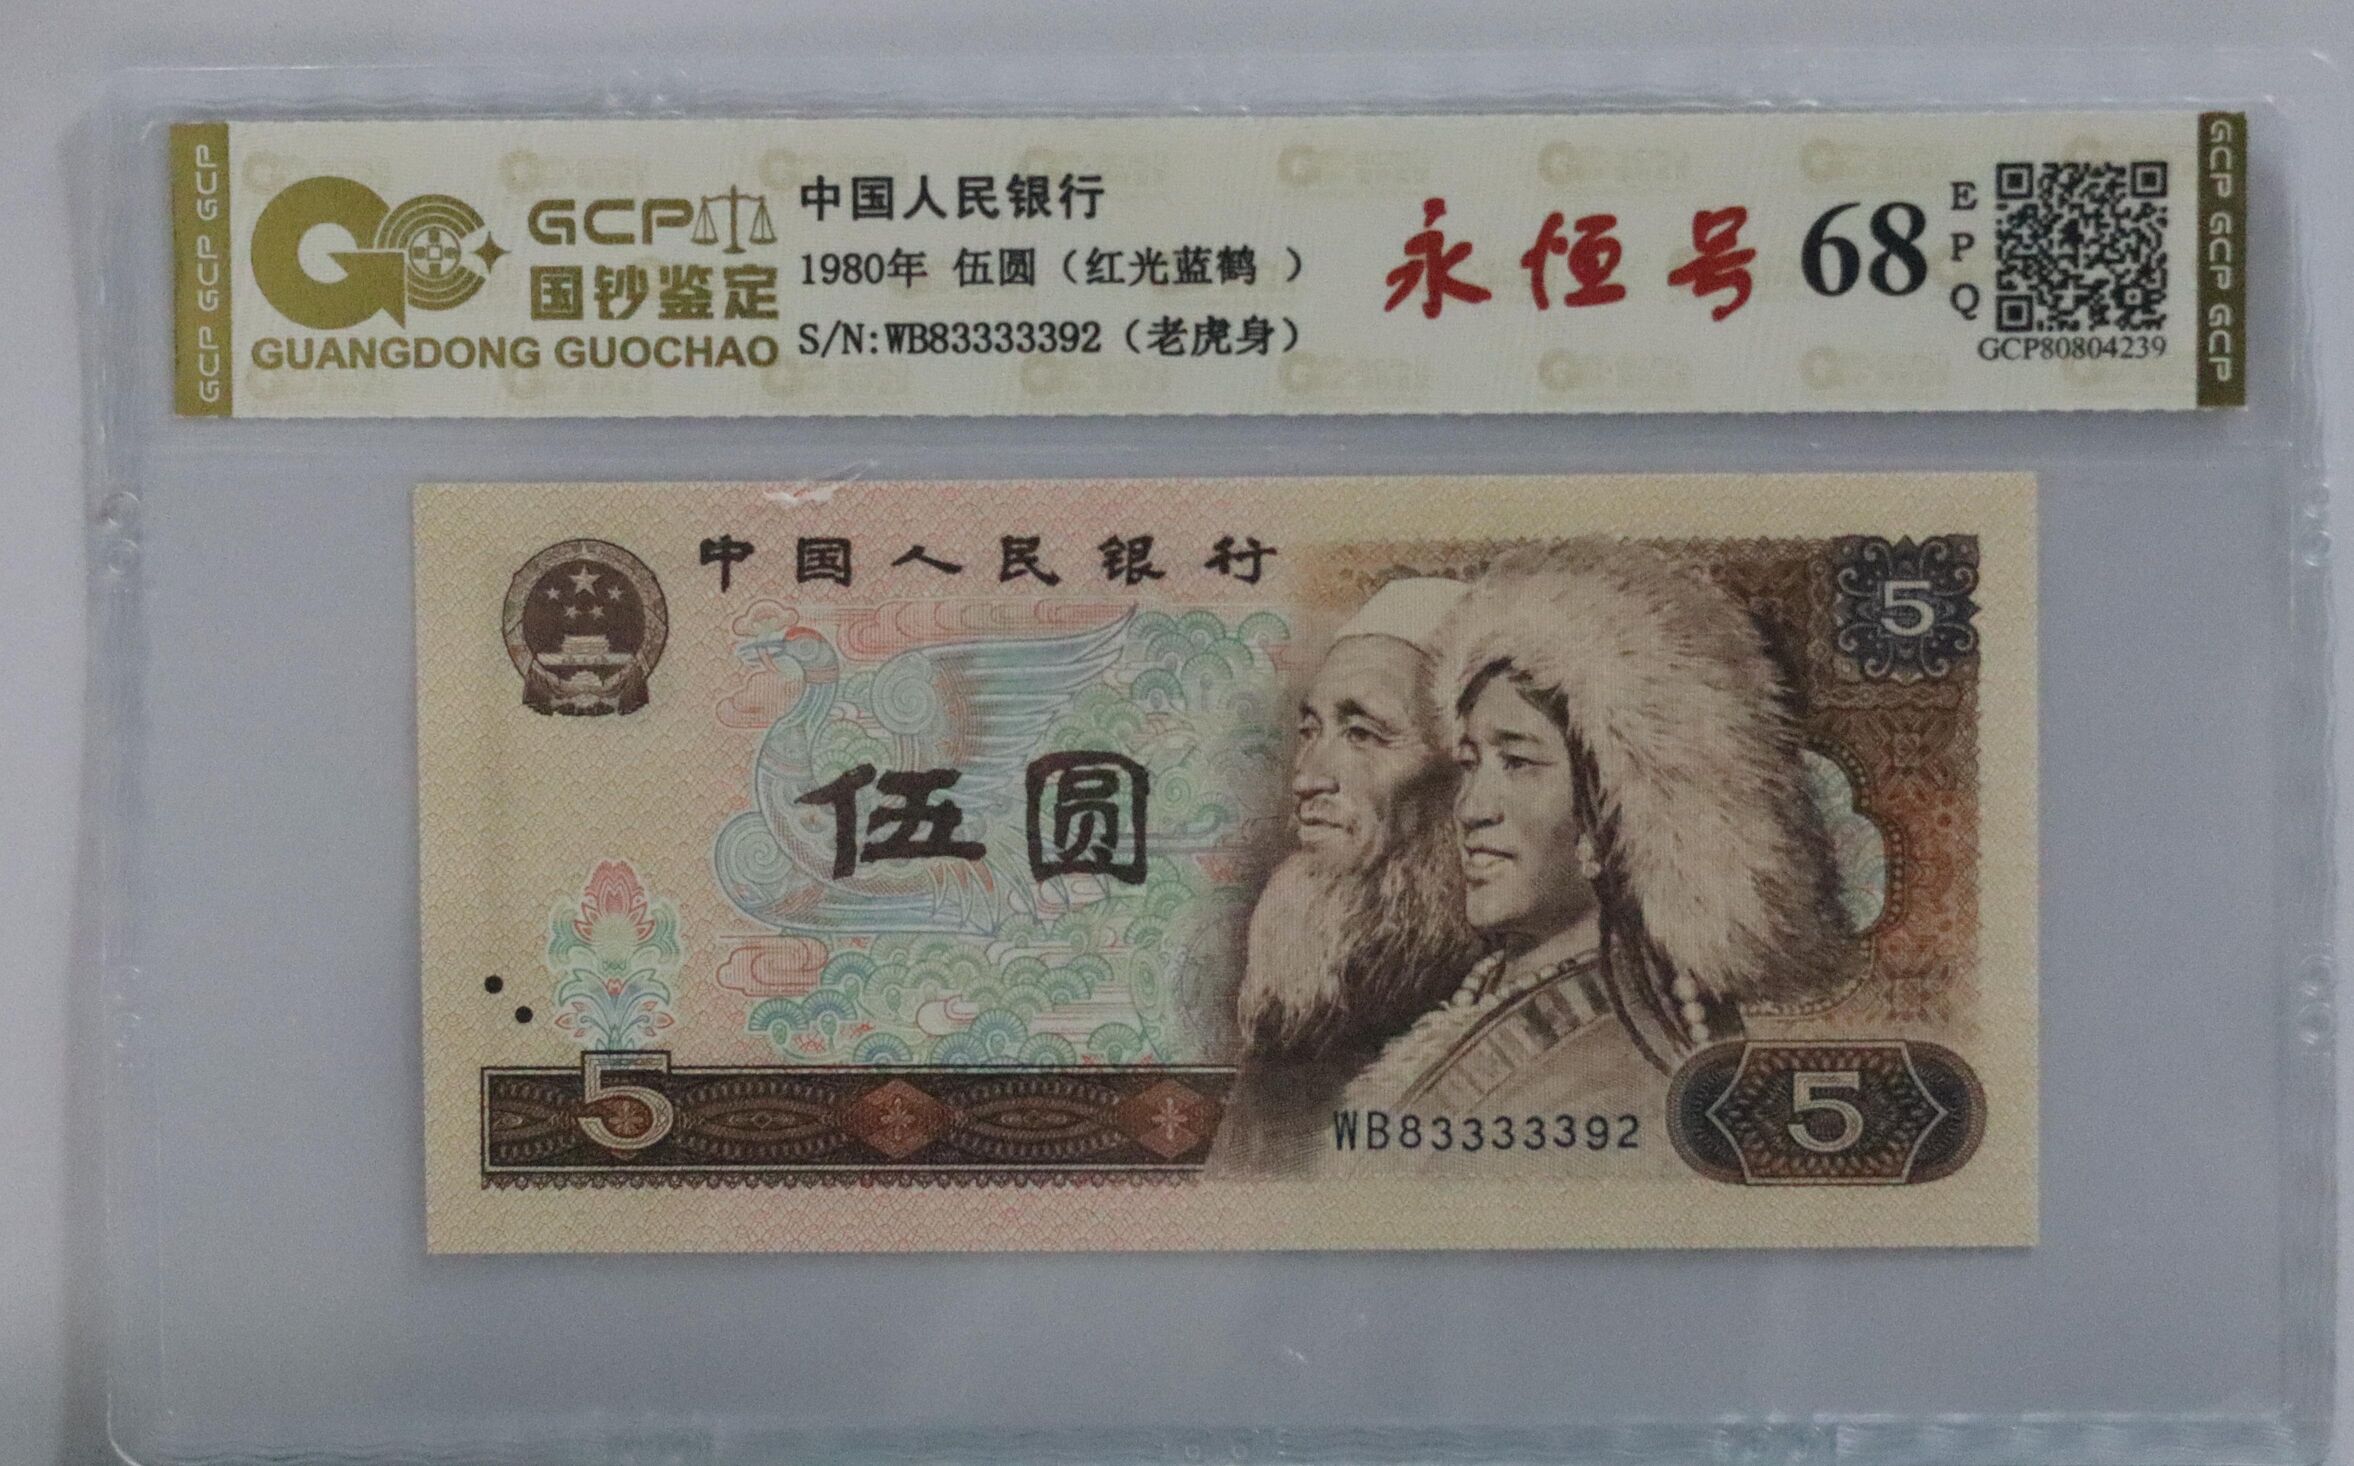 GCP GCP GCP
GCP
国钞鉴定
GUANGDONG GUOCHAO
中国人民银行
1980年 伍圆（红光蓝鹤 ）
S/N:WB83333392（老虎身）
永恒号
68
EPQ
GCP80804239
GCP GCP GCP
中国人民银行
5
伍圆
5
WB83333392
5